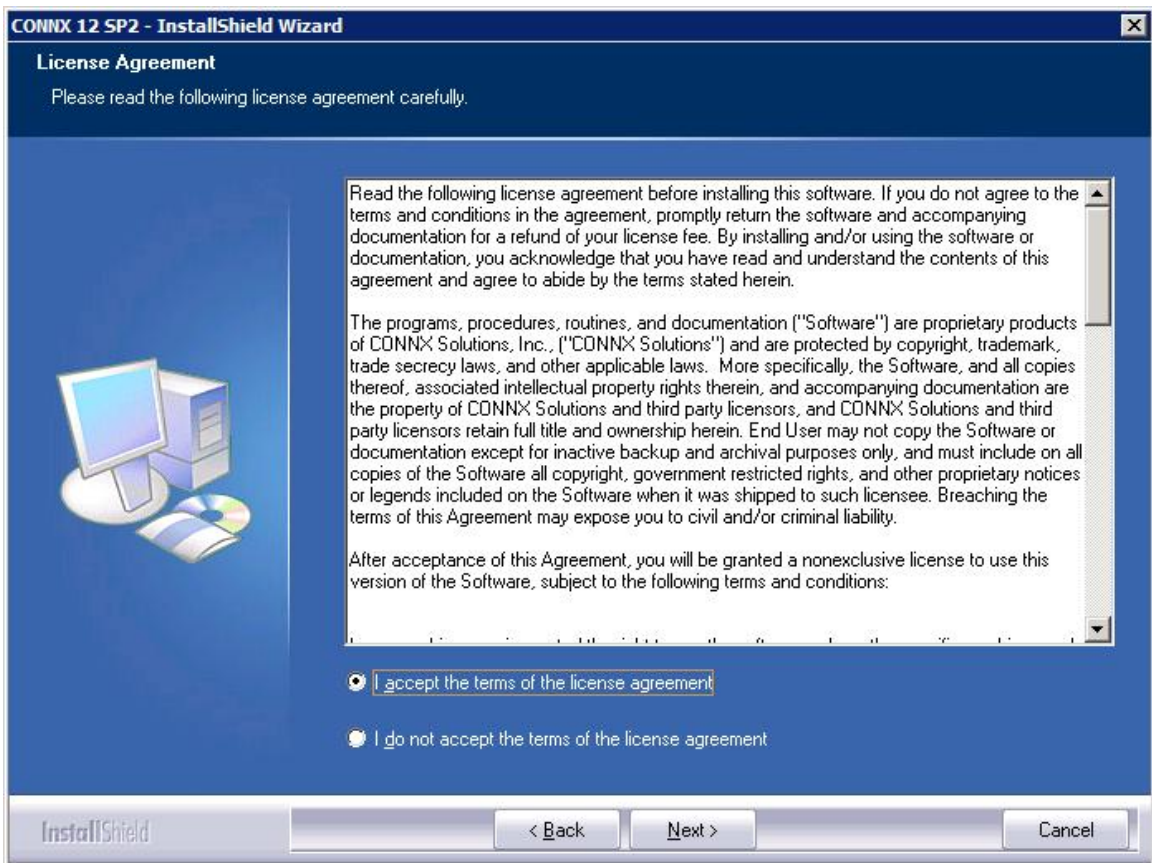 CONNX 12 SP2 - InstallShield Wizard
License Agreement
Please read the following license agreement carefully.
Read the following license agreement before installing this software. If you do not agree to the
terms and conditions in the agreement, promptly return the software and accompanying
documentation for a refund of your license fee. By installing and/or using the software or
documentation, you acknowledge that you have read and understand the contents of this
agreement and agree to abide by the terms stated herein.
The programs, procedures, routines, and documentation ("Software") are proprietary products
of CONNX Solutions, Inc., ("CONNX Solutions") and are protected by copyright, trademark,
trade secrecy laws, and other applicable laws.  More specifically, the Software, and all copies
thereof, associated intellectual property rights therein, and accompanying documentation are
the property of CONNX Solutions and third party licensors, and CONNX Solutions and third
party licensors retain full title and ownership herein. End User may not copy the Software or
documentation except for inactive backup and archival purposes only, and must include on all
copies of the Software all copyright, government restricted rights, and other proprietary notices
or legends included on the Software when it was shipped to such licensee. Breaching the
terms of this Agreement may expose you to civil and/or criminal liability.
After acceptance of this Agreement, you will be granted a nonexclusive license to use this
version of the Software, subject to the following terms and conditions:
I accept the terms of the license agreement
I do not accept the terms of the license agreement
InstallShield
< Back
Next >
Cancel